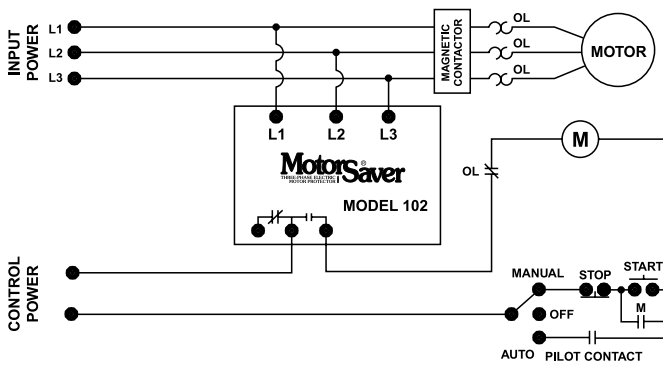 INPUT POWER
L1
L2
L3
MAGNETIC CONTACTOR
OL
OL
OL
MOTOR
L1 L2 L3
MotorSaver®
THREE-PHASE ELECTRIC
MOTOR PROTECTOR
MODEL 102
OL
M
CONTROL POWER
MANUAL STOP START
M
OFF
AUTO PILOT CONTACT